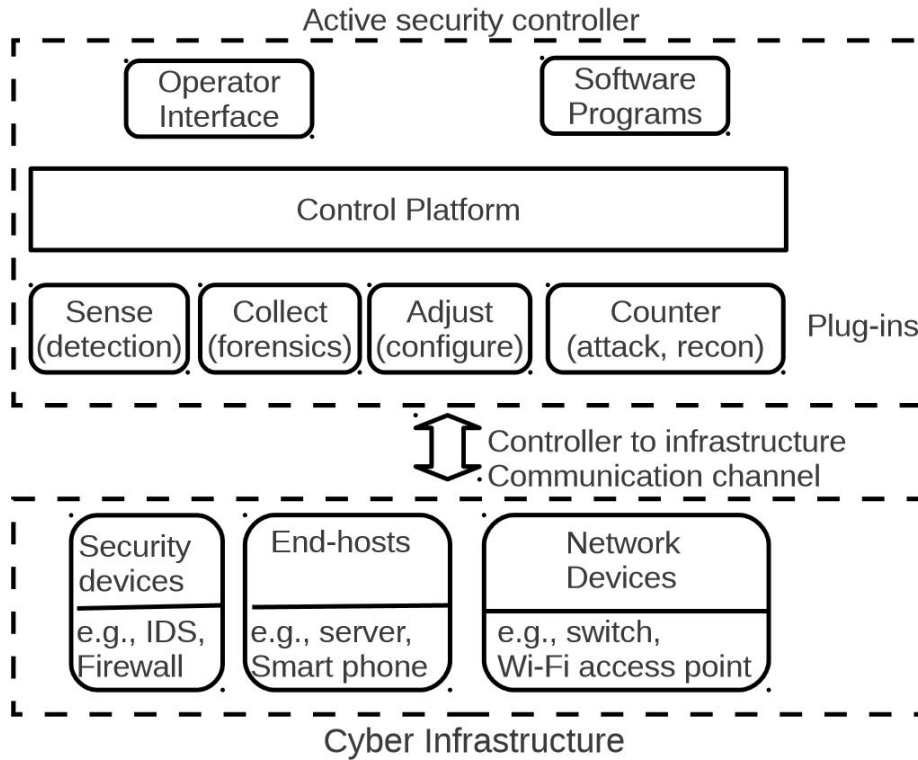 Active security controller
Operator
Interface
Software
Programs
Control Platform
Sense
(detection)
Collect
(forensics)
Adjust
(configure)
Counter
(attack, recon)
Plug-ins
Controller to infrastructure
Communication channel
Security
devices
e.g., IDS,
Firewall
End-hosts
e.g., server,
Smart phone
Network
Devices
e.g., switch,
Wi-Fi access point
Cyber Infrastructure